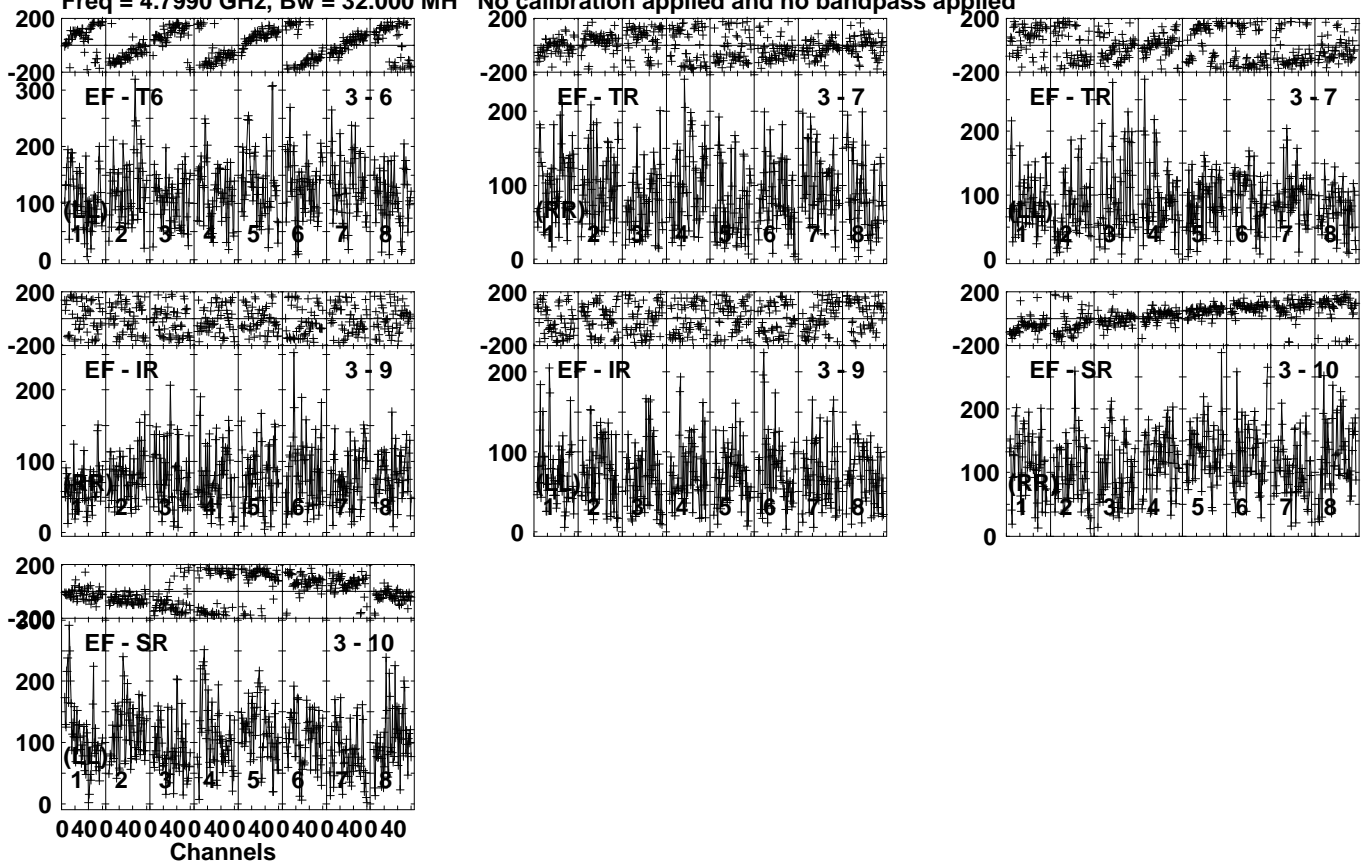 Freq = 4.7990 GHz, Bw = 32.000 MH No calibration applied and no bandpass applied
200
-200
300
200
100
0
EF - T6 3 - 6
(LL)
1 2 3 4 5 6 7 8
200
-200
200
100
0
EF - TR 3 - 7
(RR)
1 2 3 4 5 6 7 8
200
-200
200
100
0
EF - TR 3 - 7
(LL)
1 2 3 4 5 6 7 8
200
-200
200
100
0
EF - IR 3 - 9
(RR)
1 2 3 4 5 6 7 8
200
-200
200
100
0
EF - IR 3 - 9
(LL)
1 2 3 4 5 6 7 8
200
-200
200
100
0
EF - SR 3 - 10
(RR)
1 2 3 4 5 6 7 8
200
-200
300
200
100
0
EF - SR 3 - 10
(LL)
1 2 3 4 5 6 7 8
0 40 0 40 0 40 0 40 0 40 0 40 0 40 0 40
Channels